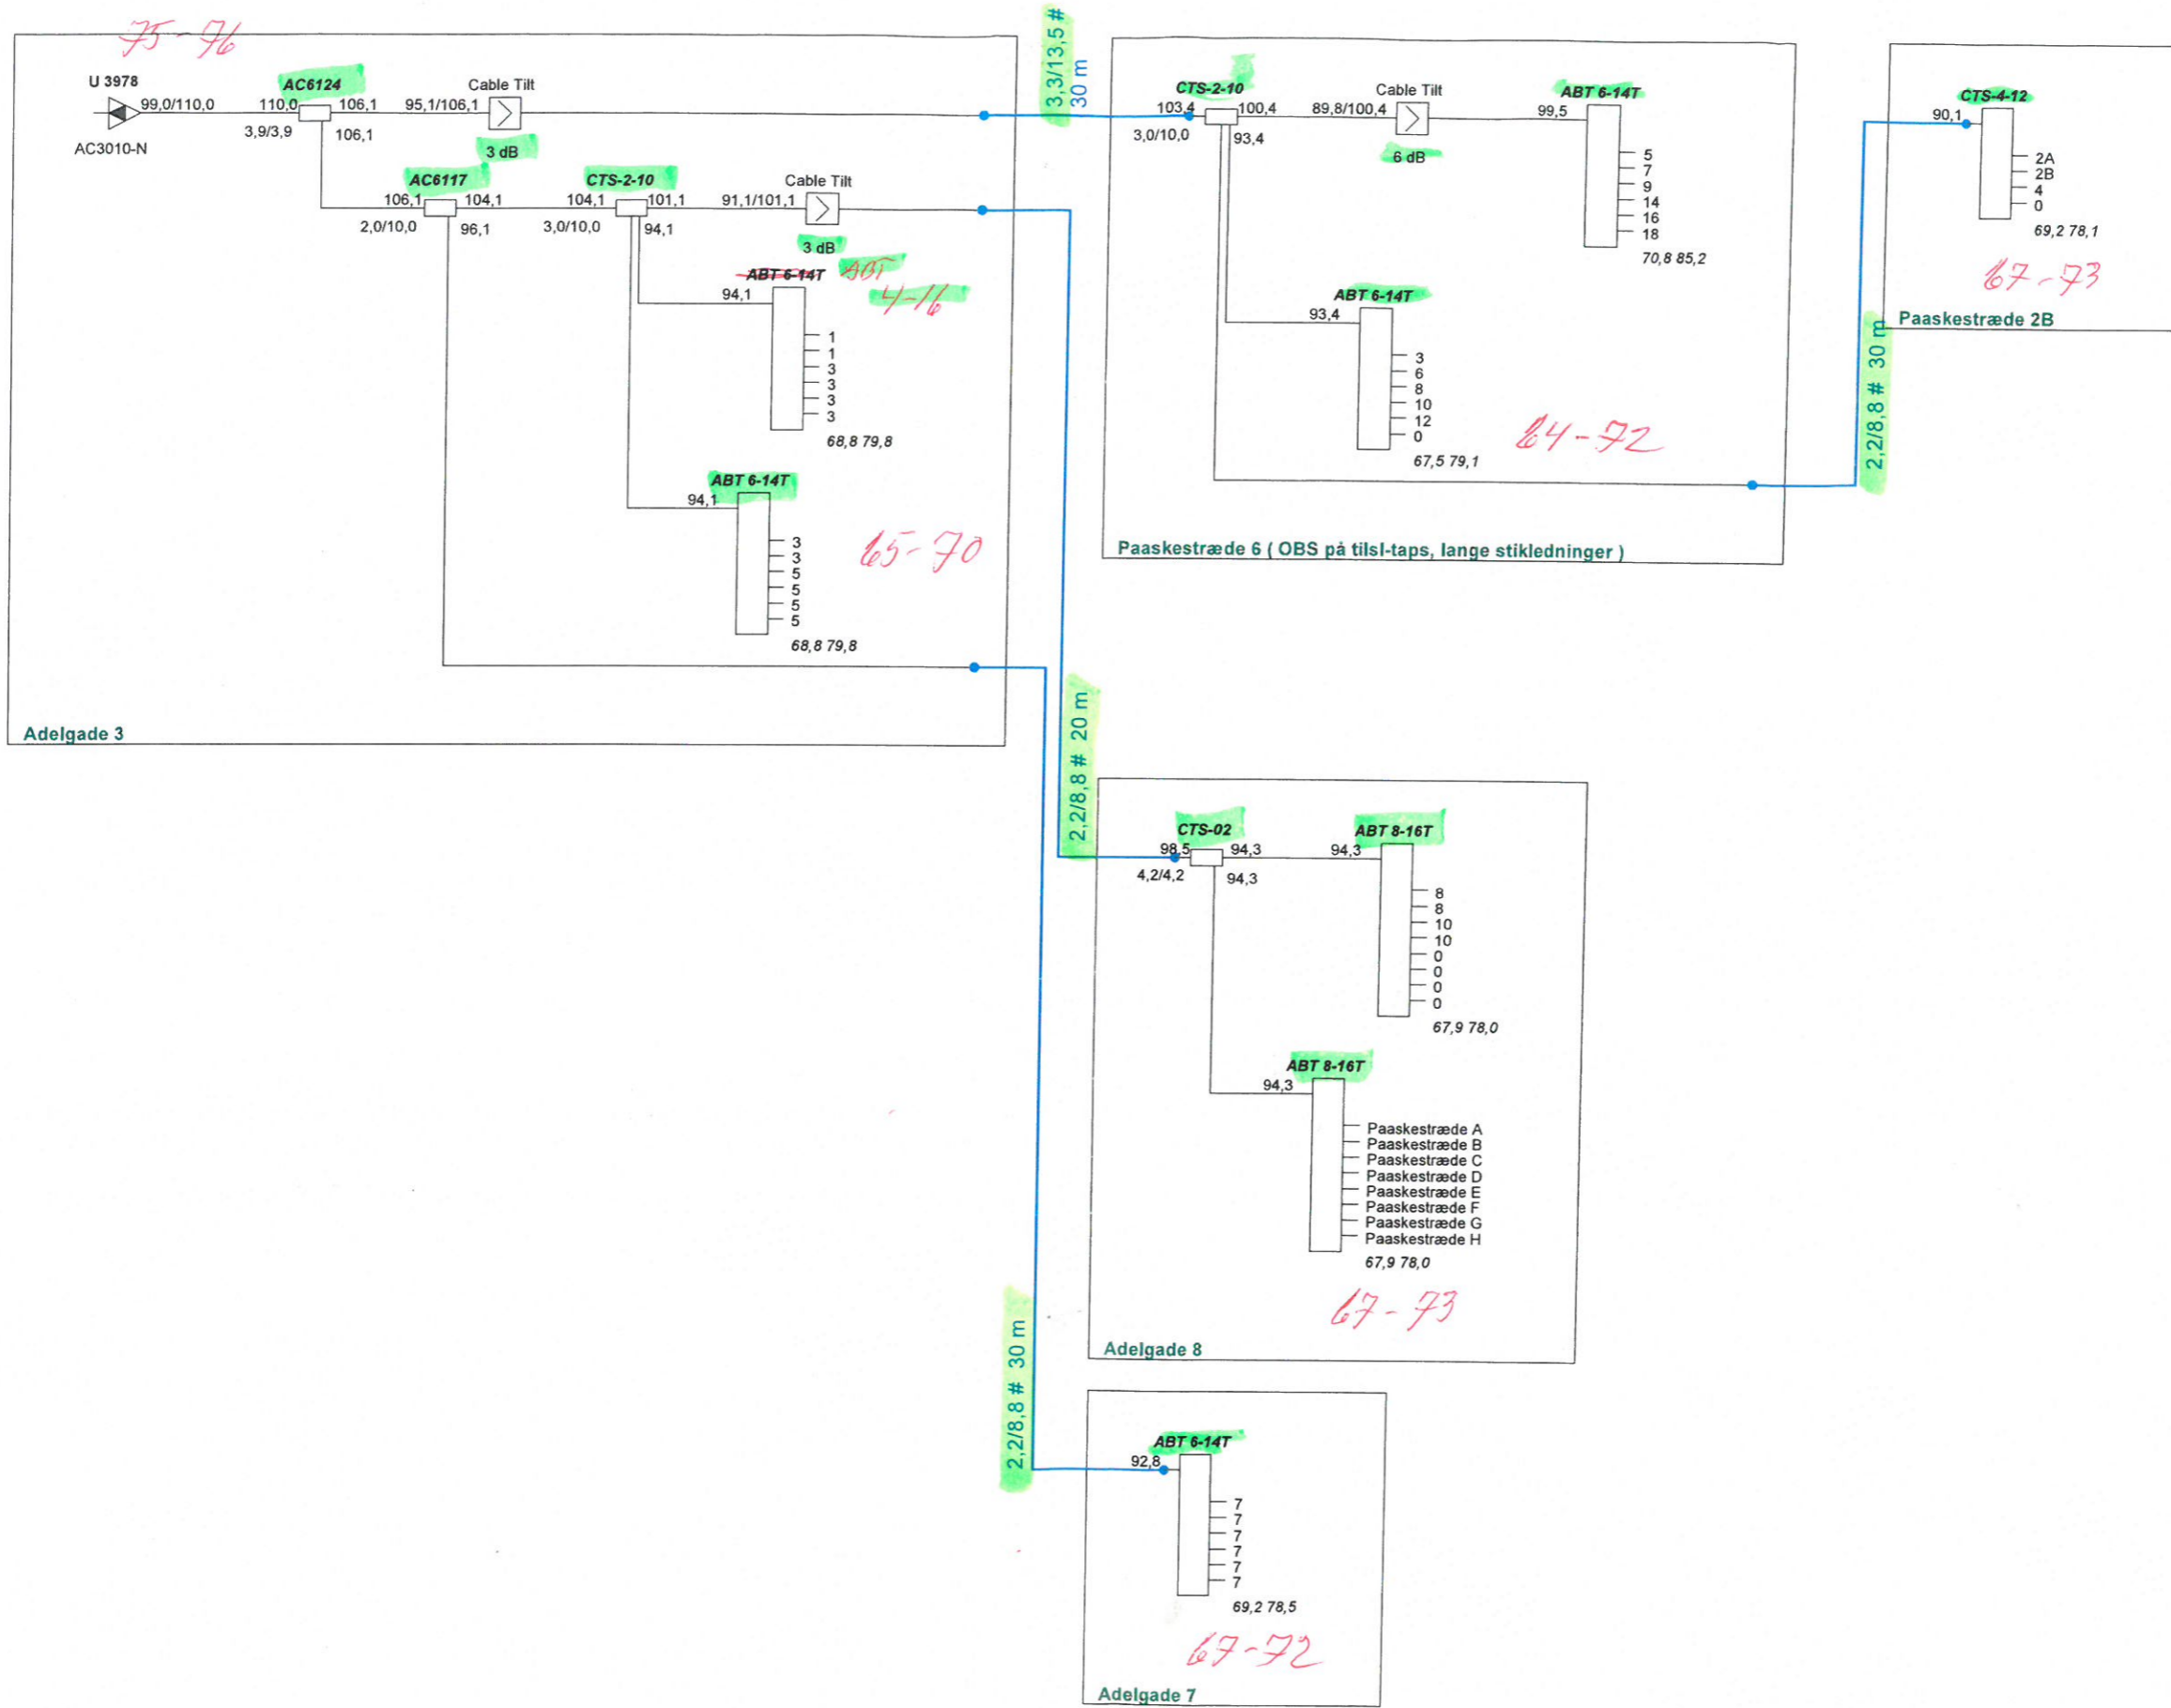 75-76
U 3978
99,0/110,0
AC3010-N
AC6124
110,0 106,1
3,9/3,9 106,1
95,1/106,1
Cable Tilt
3 dB
AC6117
106,1 104,1
2,0/10,0 96,1
CTS-2-10
104,1 101,1
3,0/10,0 94,1
91,1/101,1
Cable Tilt
3 dB
ABT 6-14T ABT
4-16
94,1
1
1
3
3
3
3
68,8 79,8
ABT 6-14T
94,1
3
3
5
5
5
5
68,8 79,8
65-70
Adelgade 3
3,3/13,5 #
30 m
CTS-2-10
103,4 100,4
3,0/10,0 93,4
89,8/100,4
Cable Tilt
6 dB
ABT 6-14T
99,5
5
7
9
14
16
18
70,8 85,2
ABT 6-14T
93,4
3
6
8
10
12
0
67,5 79,1
64-72
Paaskestræde 6 ( OBS på tilsl-taps, lange stikledninger )
2,2/8,8 # 30 m
CTS-4-12
90,1
2A
2B
4
0
69,2 78,1
67-73
Paaskestræde 2B
2,2/8,8 # 20 m
CTS-02
98,5 94,3
4,2/4,2 94,3
ABT 8-16T
94,3
8
8
10
10
0
0
0
0
67,9 78,0
ABT 8-16T
94,3
Paaskestræde A
Paaskestræde B
Paaskestræde C
Paaskestræde D
Paaskestræde E
Paaskestræde F
Paaskestræde G
Paaskestræde H
67,9 78,0
67-73
Adelgade 8
2,2/8,8 # 30 m
ABT 6-14T
92,8
7
7
7
7
7
7
69,2 78,5
67-72
Adelgade 7